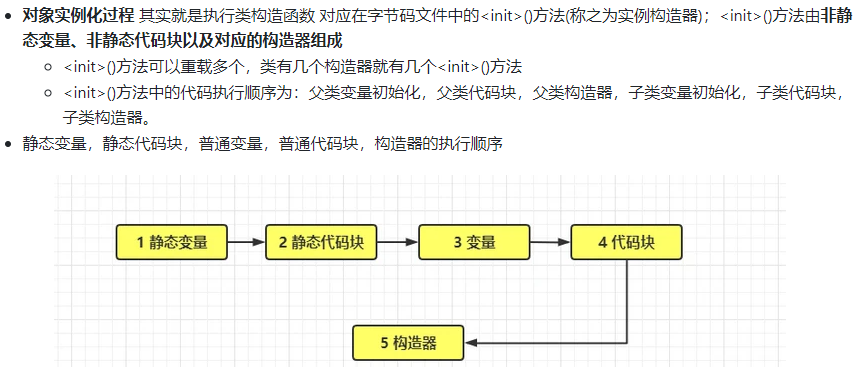 对象实例化过程 其实就是执行类构造函数 对应在字节码文件中的<init>()方法(称之为实例构造器)；<init>()方法由非静
态变量、非静态代码块以及对应的构造器组成
<init>()方法可以重载多个，类有几个构造器就有几个<init>()方法
<init>()方法中的代码执行顺序为：父类变量初始化，父类代码块，父类构造器，子类变量初始化，子类代码块，
子类构造器。
静态变量，静态代码块，普通变量，普通代码块，构造器的执行顺序
1 静态变量
2 静态代码块
3 变量
4 代码块
5 构造器